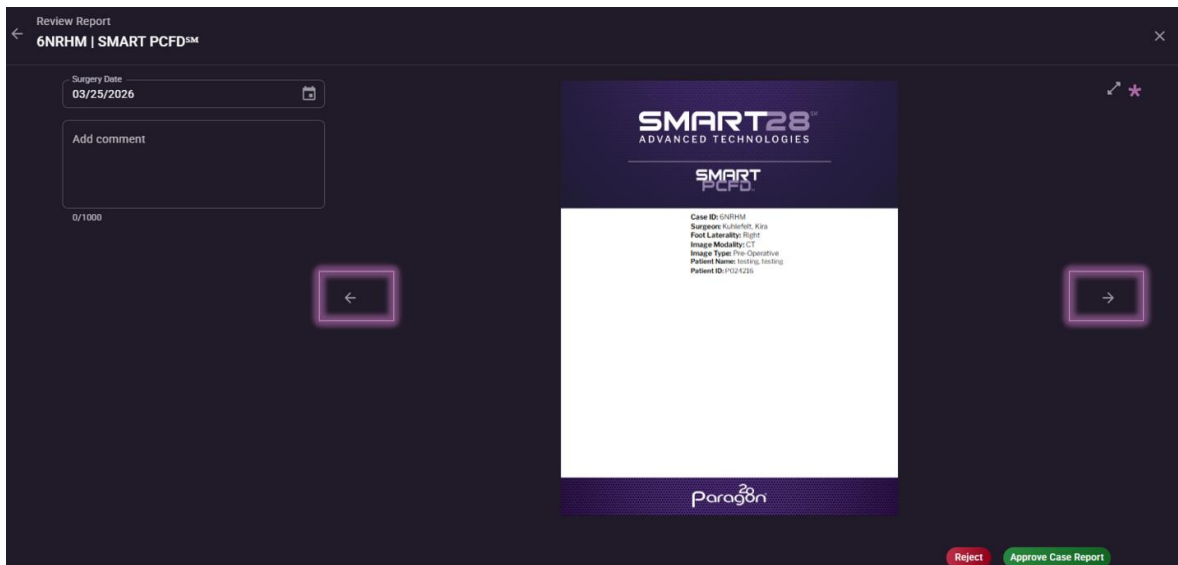 Review Report
6NRHM | SMART PCFD℠
Surgery Date
03/25/2026
Add comment
0/1000
SMART28™
ADVANCED TECHNOLOGIES
SMART
PCFD
Case ID: 6NRHM
Surgeon: Kuhlefelt, Kira
Foot Laterality: Right
Image Modality: CT
Image Type: Pre-Operative
Patient Name: testing, testing
Patient ID: P024216
Paragon 28
Reject
Approve Case Report